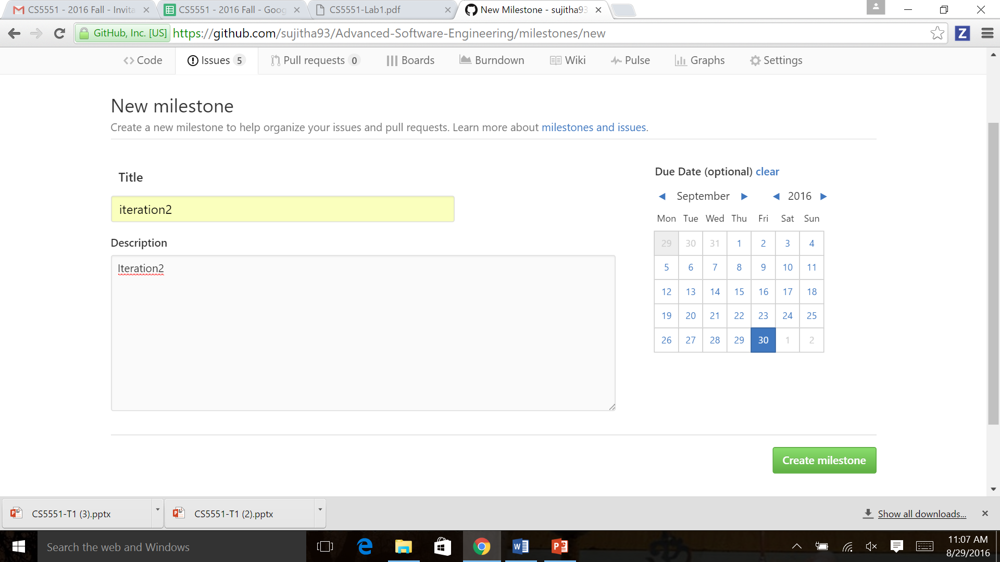 CS5551 - 2016 Fall - Invita
CS5551 - 2016 Fall - Goog
CS5551-Lab1.pdf
New Milestone - sujitha93
GitHub, Inc. [US]
https://github.com/sujitha93/Advanced-Software-Engineering/milestones/new
Z
Code
Issues 5
Pull requests 0
Boards
Burndown
Wiki
Pulse
Graphs
Settings
New milestone
Create a new milestone to help organize your issues and pull requests. Learn more about milestones and issues.
Title
iteration2
Description
Iteration2
Due Date (optional) clear
September 2016
Mon Tue Wed Thu Fri Sat Sun
29 30 31 1 2 3 4
5 6 7 8 9 10 11
12 13 14 15 16 17 18
19 20 21 22 23 24 25
26 27 28 29 30 1 2
Create milestone
CS5551-T1 (3).pptx
CS5551-T1 (2).pptx
Show all downloads...
Search the web and Windows
11:07 AM
8/29/2016